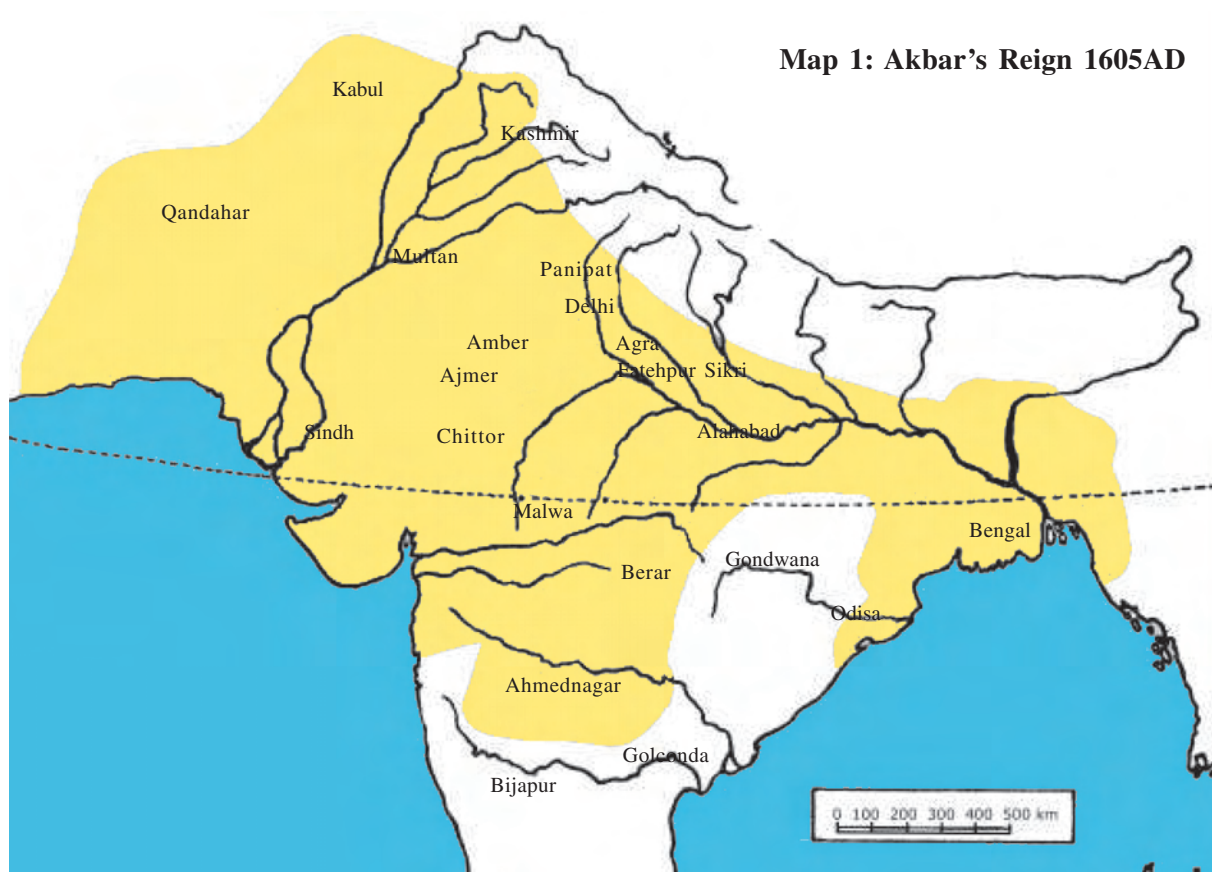 Map 1: Akbar's Reign 1605AD
Kabul
Kashmir
Qandahar
Multan
Panipat
Delhi
Amber
Agra
Ajmer
Fatehpur Sikri
Sindh
Chittor
Alahabad
Malwa
Bengal
Gondwana
Berar
Odisa
Ahmednagar
Golconda
Bijapur
0 100 200 300 400 500 km